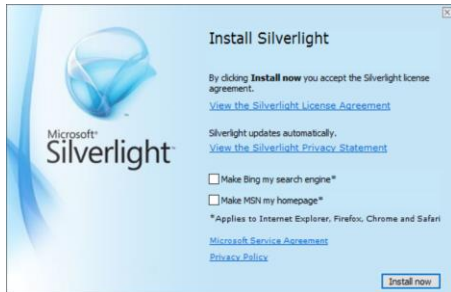 Install Silverlight
By clicking Install now you accept the Silverlight license
agreement.
View the Silverlight License Agreement
Microsoft®
Silverlight™
Silverlight updates automatically.
View the Silverlight Privacy Statement
Make Bing my search engine*
Make MSN my homepage*
*Applies to Internet Explorer, Firefox, Chrome and Safari
Microsoft Service Agreement
Privacy Policy
Install now